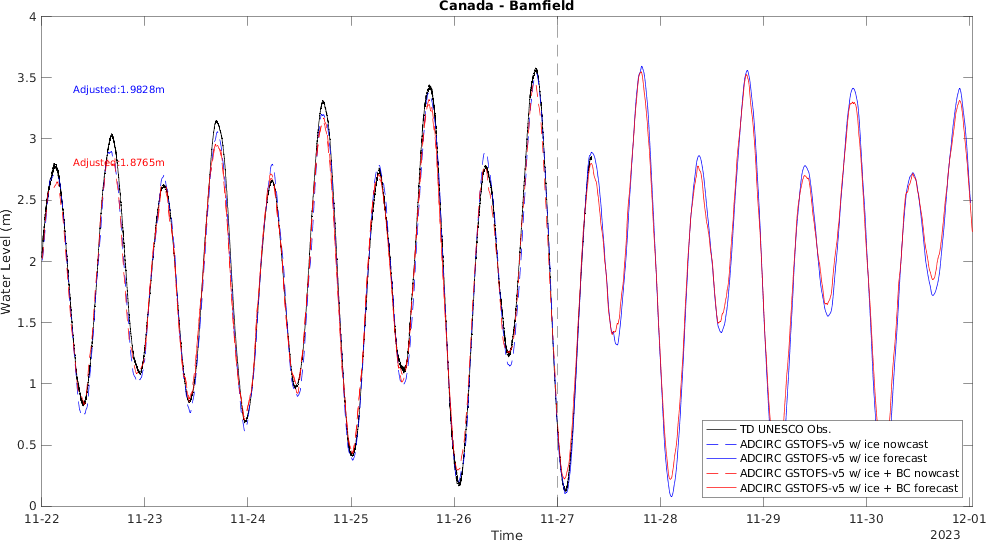 Canada - Bamfield
4
3.5
3
2.5
2
1.5
1
0.5
0
Water Level (m)
Adjusted:1.9828m
Adjusted:1.8765m
TD UNESCO Obs.
ADCIRC GSTOFS-v5 w/ ice nowcast
ADCIRC GSTOFS-v5 w/ ice forecast
ADCIRC GSTOFS-v5 w/ ice + BC nowcast
ADCIRC GSTOFS-v5 w/ ice + BC forecast
11-22 11-23 11-24 11-25 11-26 11-27 11-28 11-29 11-30 12-01
Time
2023